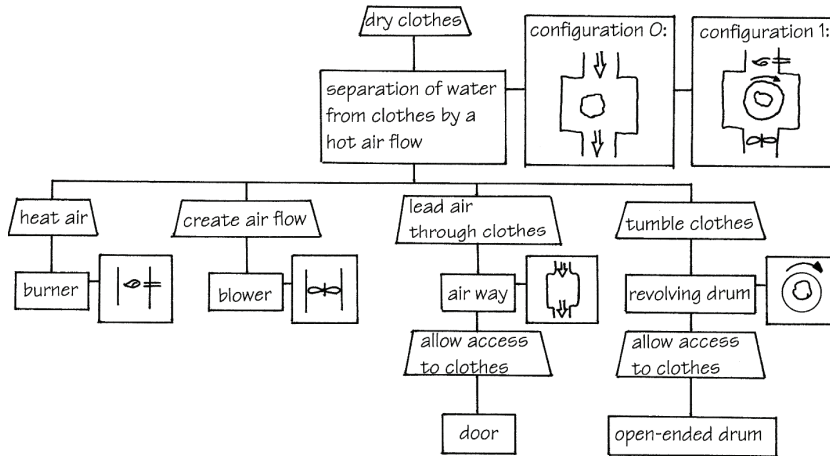 dry clothes
configuration 0:
configuration 1:
separation of water
from clothes by a
hot air flow
heat air
create air flow
lead air
through clothes
tumble clothes
burner
blower
air way
revolving drum
allow access
to clothes
allow access
to clothes
door
open-ended drum